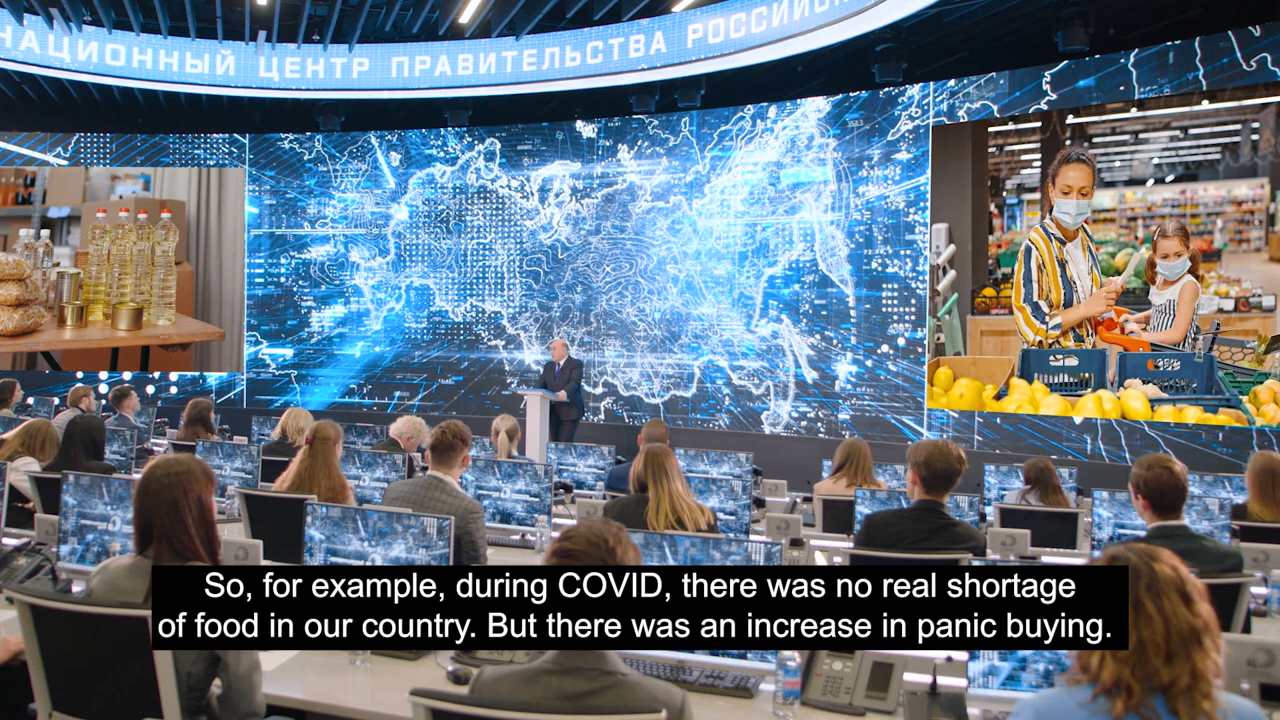 НАЦИОННЫЙ ЦЕНТР ПРАВИТЕЛЬСТВА
So, for example, during COVID, there was no real shortage
of food in our country. But there was an increase in panic buying.